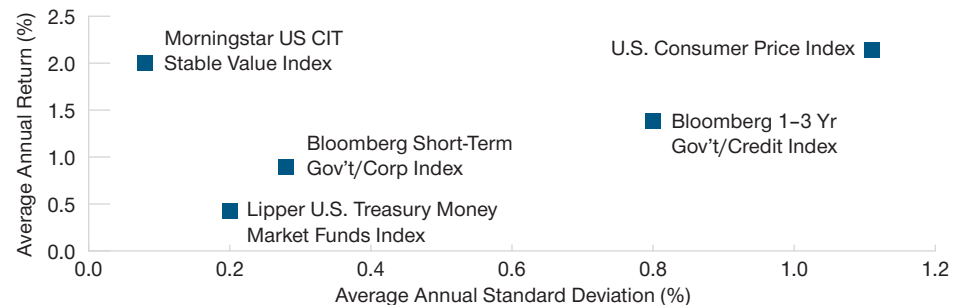 Average Annual Return (%)
2.5
2.0
1.5
1.0
0.5
0.0
Morningstar US CIT
Stable Value Index
U.S. Consumer Price Index
Bloomberg 1–3 Yr
Gov't/Credit Index
Bloomberg Short-Term
Gov't/Corp Index
Lipper U.S. Treasury Money
Market Funds Index
0.0 0.2 0.4 0.6 0.8 1.0 1.2
Average Annual Standard Deviation (%)